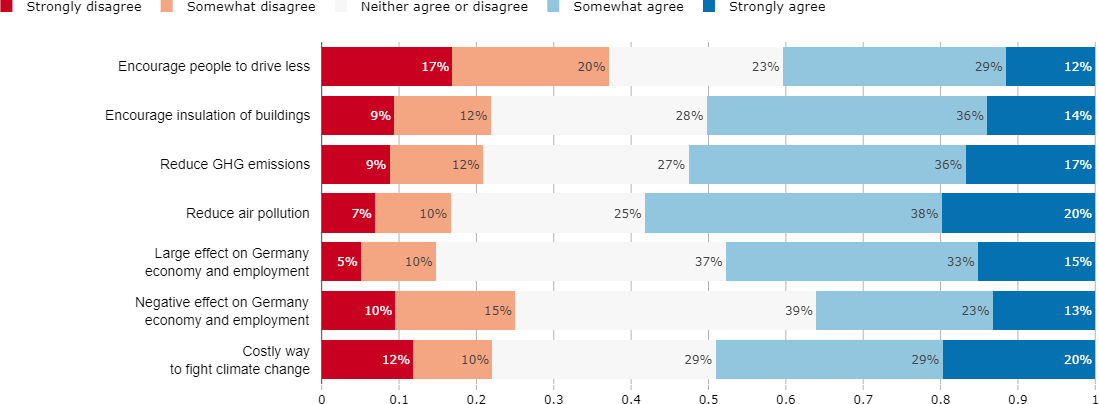 Strongly disagree Somewhat disagree Neither agree or disagree Somewhat agree Strongly agree
Encourage people to drive less 17% 20% 23% 29% 12%
Encourage insulation of buildings 9% 12% 28% 36% 14%
Reduce GHG emissions 9% 12% 27% 36% 17%
Reduce air pollution 7% 10% 25% 38% 20%
Large effect on Germany
economy and employment 5% 10% 37% 33% 15%
Negative effect on Germany
economy and employment 10% 15% 39% 23% 13%
Costly way
to fight climate change 12% 10% 29% 29% 20%
0 0.1 0.2 0.3 0.4 0.5 0.6 0.7 0.8 0.9 1